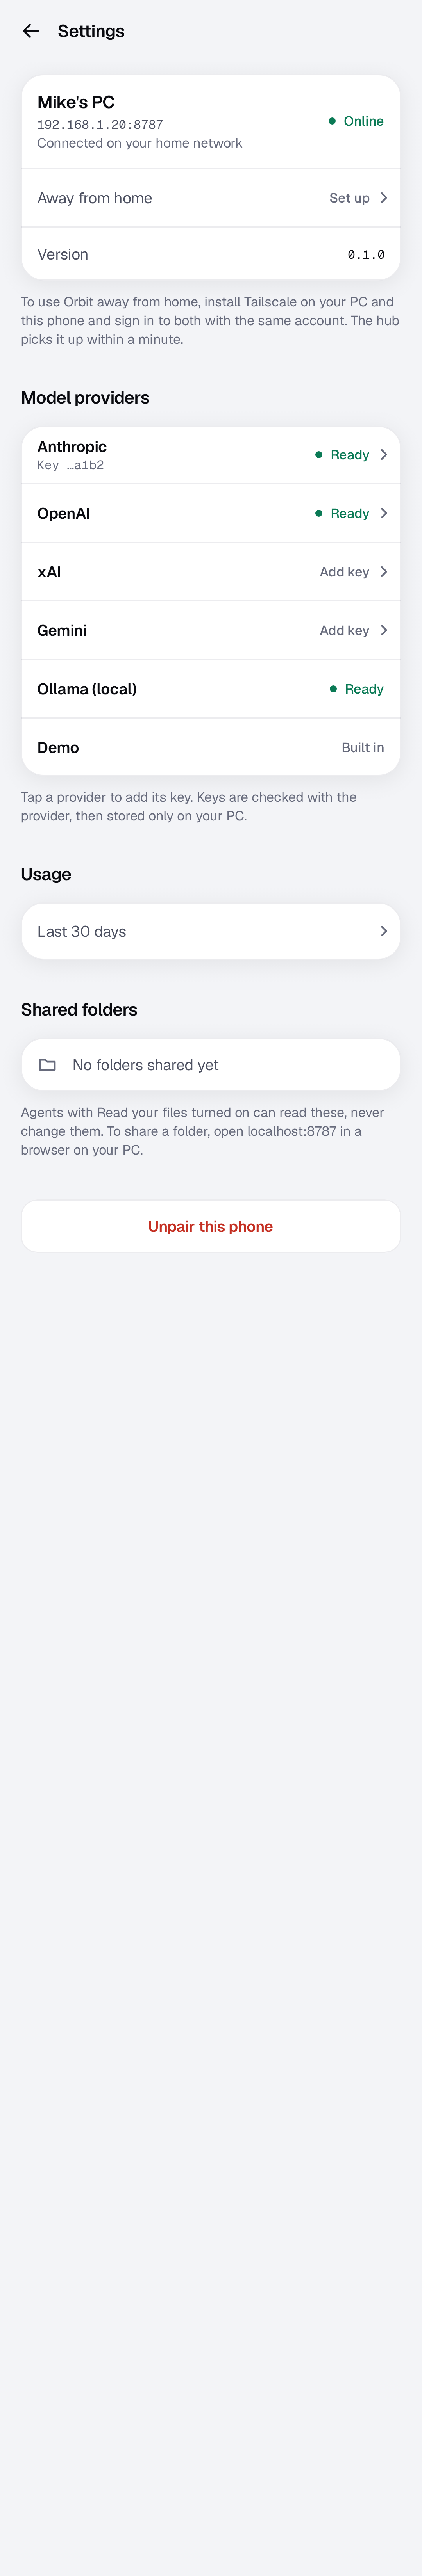 Settings
Mike's PC
192.168.1.20:8787
Connected on your home network
Online
Away from home
Set up
Version
0.1.0
To use Orbit away from home, install Tailscale on your PC and
this phone and sign in to both with the same account. The hub
picks it up within a minute.
Model providers
Anthropic
Key …a1b2
Ready
OpenAI
Ready
xAI
Add key
Gemini
Add key
Ollama (local)
Ready
Demo
Built in
Tap a provider to add its key. Keys are checked with the
provider, then stored only on your PC.
Usage
Last 30 days
Shared folders
No folders shared yet
Agents with Read your files turned on can read these, never
change them. To share a folder, open localhost:8787 in a
browser on your PC.
Unpair this phone